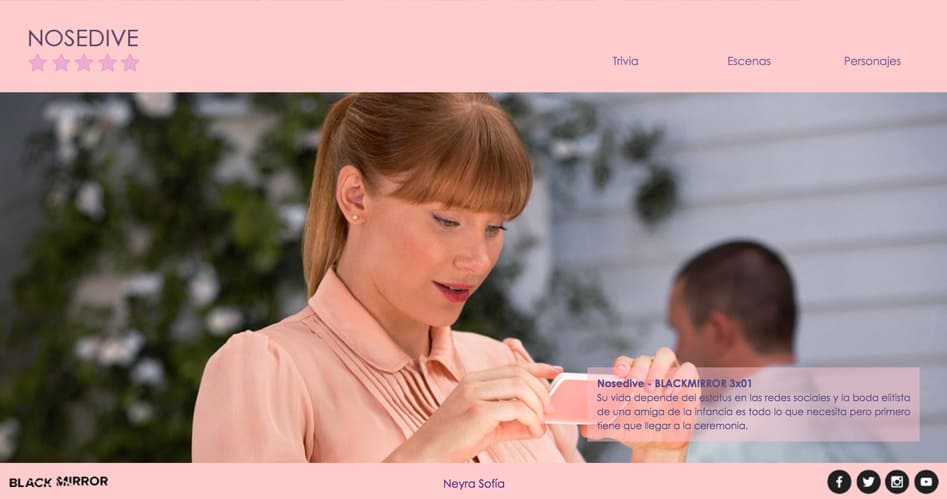 NOSEDIVE
Trivia
Escenas
Personajes
Nosedive - BLACKMIRROR 3x01
Su vida depende del estatus en las redes sociales y la boda elitista
de una amiga de la infancia es todo lo que necesita pero primero
tiene que llegar a la ceremonia.
BLACK MIRROR
Neyra Sofía